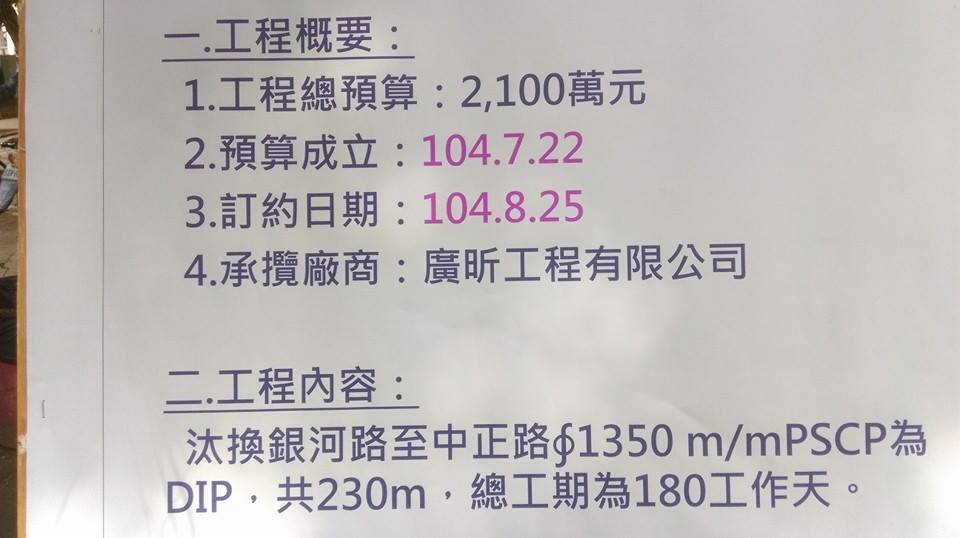 一.工程概要：
1.工程總預算：2,100萬元
2.預算成立：104.7.22
3.訂約日期：104.8.25
4.承攬廠商：廣昕工程有限公司
二.工程內容：
汰換銀河路至中正路∮1350 m/mPSCP為
DIP，共230m，總工期為180工作天。